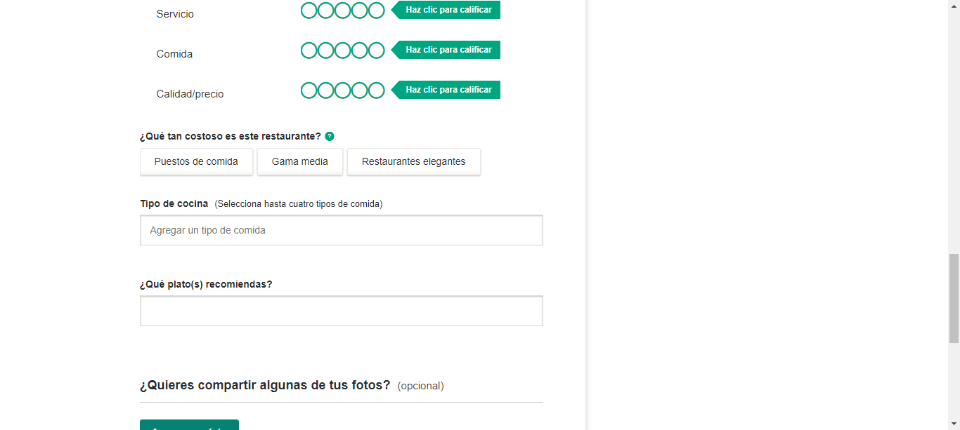 Servicio Haz clic para calificar
Comida Haz clic para calificar
Calidad/precio Haz clic para calificar
¿Qué tan costoso es este restaurante? ?
Puestos de comida Gama media Restaurantes elegantes
Tipo de cocina (Selecciona hasta cuatro tipos de comida)
Agregar un tipo de comida
¿Qué plato(s) recomiendas?
¿Quieres compartir algunas de tus fotos? (opcional)